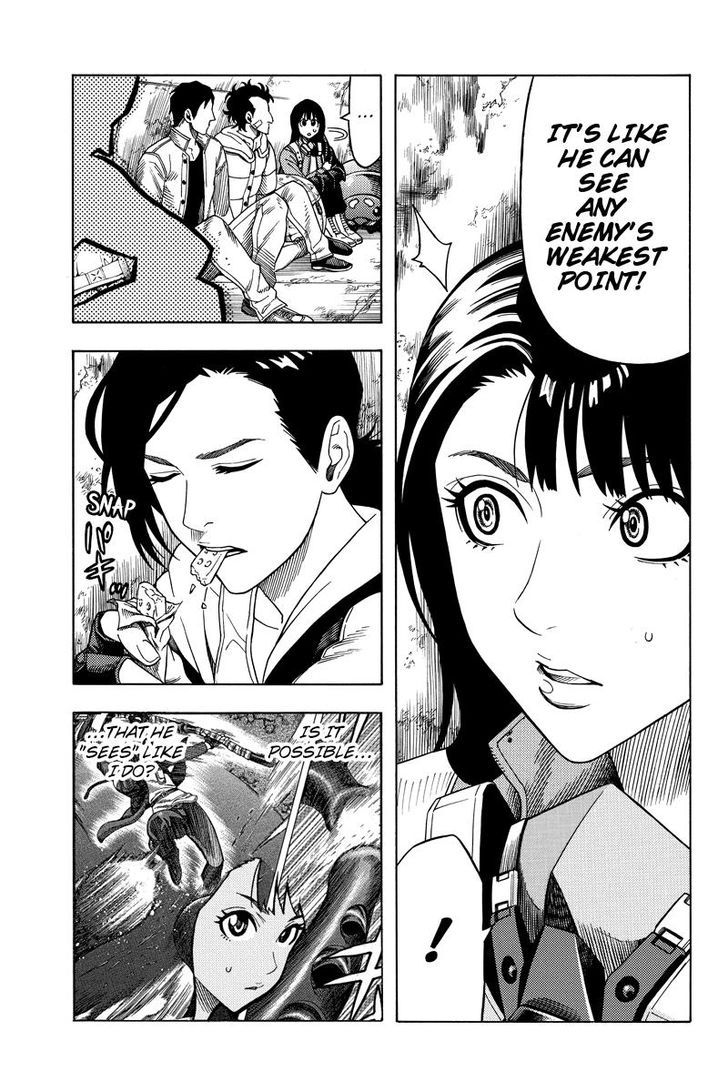 IT'S LIKE
HE CAN
SEE
ANY
ENEMY'S
WEAKEST
POINT!
!
...
SNAP
パキ
IS IT
POSSIBLE...
...THAT HE
"SEES" LIKE
I DO?